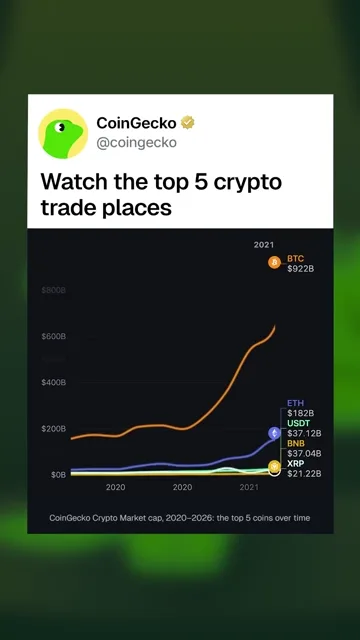 CoinGecko
@coingecko
Watch the top 5 crypto
trade places
2021
BTC
$922B
$800B
$600B
$400B
$200B
$0B
ETH
$182B
USDT
$37.12B
BNB
$37.04B
XRP
$21.22B
2020 2020 2021
CoinGecko Crypto Market cap, 2020–2026: the top 5 coins over time